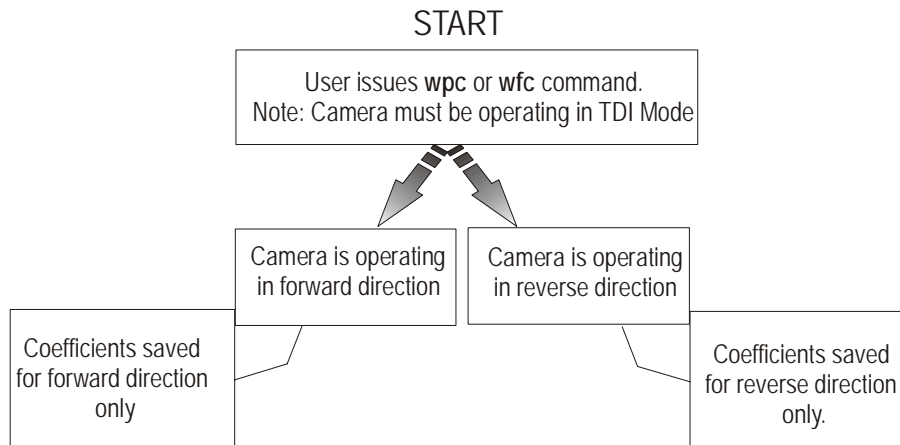 START
User issues wpc or wfc command.
Note: Camera must be operating in TDI Mode
Camera is operating
in forward direction
Camera is operating
in reverse direction
Coefficients saved
for forward direction
only
Coefficients saved
for reverse direction
only.